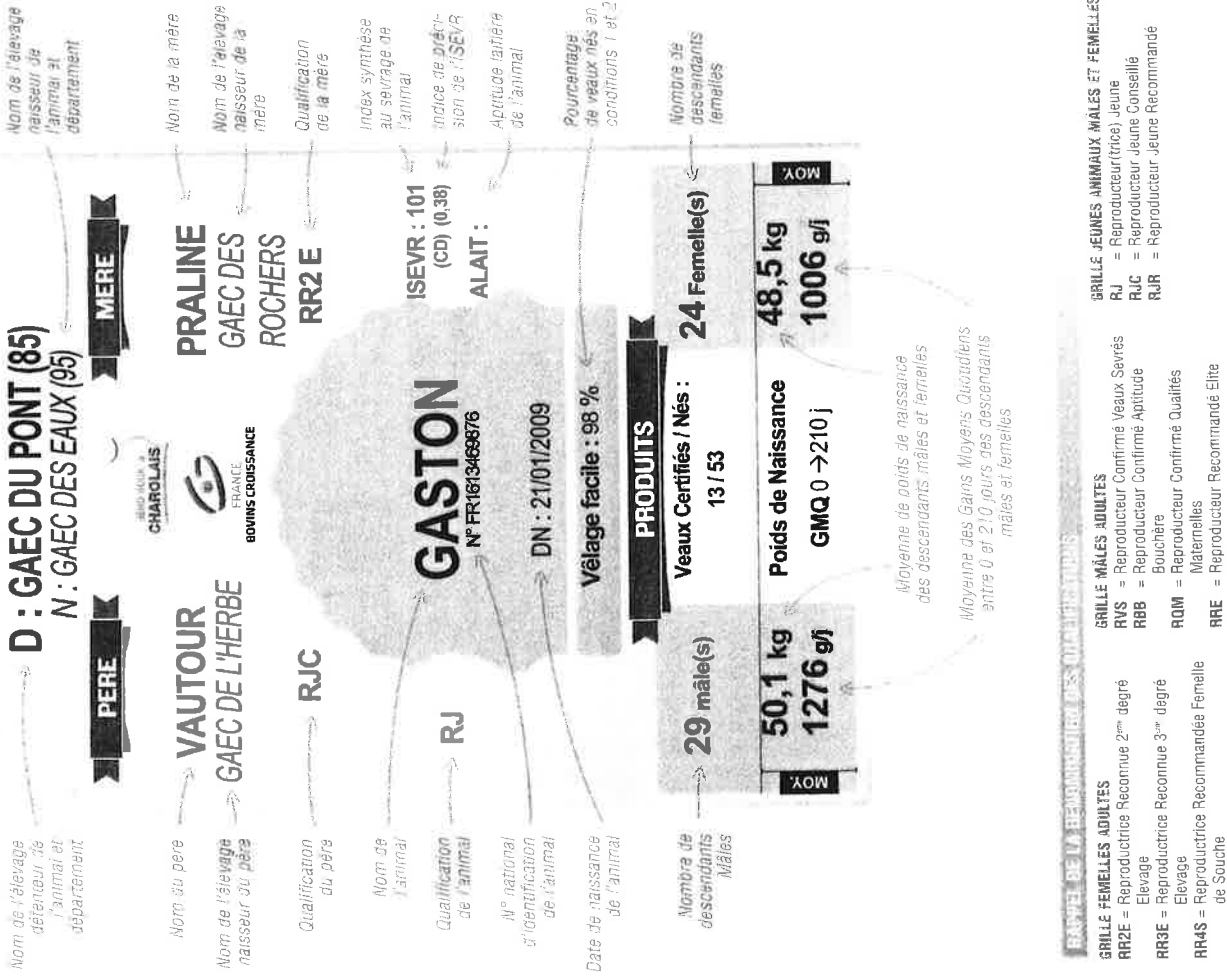 Nom de l'élevage
détenteur de
l'animal et
département
D : GAEC DU PONT (85)
N : GAEC DES EAUX (95)
Nom de l'élevage
naisseur de
l'animal et
département
PERE
MERE
CHAROLAIS
FRANCE
BOVINS CROISSANCE
Nom du père
VAUTOUR
GAEC DE L'HERBE
Nom de l'élevage
naisseur du père
PRALINE
GAEC DES
ROCHERS
RR2 E
Nom de la mère
Nom de l'élevage
naisseur de la
mère
Qualification
de la mère
Qualification
du père
RJC
Nom de
l'animal
GASTON
N° FR1613469876
DN : 21/01/2009
Qualification
de l'animal
RJ
N° national
d'identification
de l'animal
Date de naissance
de l'animal
ISEVR : 101
(CD) (0,38)
ALAIT :
Index synthèse
au sevrage de
l'animal
Indice de préci-
sion de l'ISEVR
Aptitude laitière
de l'animal
Vêlage facile : 98 %
Pourcentage
de veaux nés en
conditions 1 et 2
PRODUITS
Nombre de
descendants
Mâles
29 mâle(s)
Veaux Certifiés / Nés :
13 / 53
24 Femelle(s)
Nombre de
descendants
femelles
MOY.
50,1 kg
1276 g/j
Poids de Naissance
GMQ 0 → 210 j
48,5 kg
1006 g/j
MOY.
Moyenne de poids de naissance
des descendants mâles et femelles
Moyenne des Gains Moyens Quotidiens
entre 0 et 210 jours des descendants
mâles et femelles
RAPPEL DE LA DÉNOMINATION DES QUALIFICATIONS
GRILLE FEMELLES ADULTES
RR2E = Reproductrice Reconnue 2ème degré
Elevage
RR3E = Reproductrice Reconnue 3ème degré
Elevage
RR4S = Reproductrice Recommandée Femelle
de Souche
GRILLE MÂLES ADULTES
RVS = Reproducteur Confirmé Veaux Sevrés
RBB = Reproducteur Confirmé Aptitude
Bouchère
RQM = Reproducteur Confirmé Qualités
Maternelles
RRE = Reproducteur Recommandé Elite
GRILLE JEUNES ANIMAUX MÂLES ET FEMELLES
RJ = Reproducteur(trice) Jeune
RJC = Reproducteur Jeune Conseillé
RJR = Reproducteur Jeune Recommandé